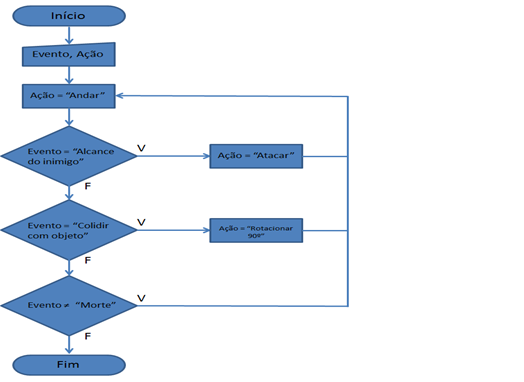 Início
Evento, Ação
Ação = “Andar”
Evento = “Alcance
do inimigo”
V
Ação = “Atacar”
F
Evento = “Colidir
com objeto”
V
Ação = “Rotacionar
90º”
F
Evento ≠ “Morte”
V
F
Fim